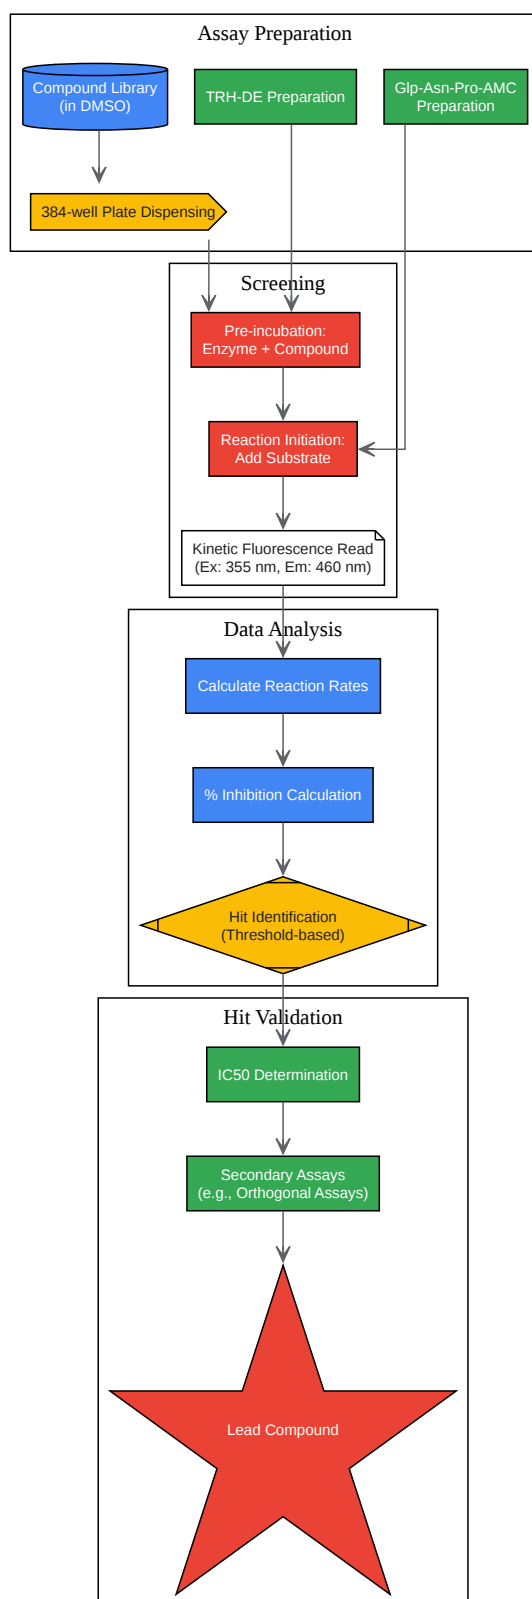 Assay Preparation
Compound Library
(in DMSO)
TRH-DE Preparation
Glp-Asn-Pro-AMC
Preparation
384-well Plate Dispensing
Screening
Pre-incubation:
Enzyme + Compound
Reaction Initiation:
Add Substrate
Kinetic Fluorescence Read
(Ex: 355 nm, Em: 460 nm)
Data Analysis
Calculate Reaction Rates
% Inhibition Calculation
Hit Identification
(Threshold-based)
Hit Validation
IC50 Determination
Secondary Assays
(e.g., Orthogonal Assays)
Lead Compound